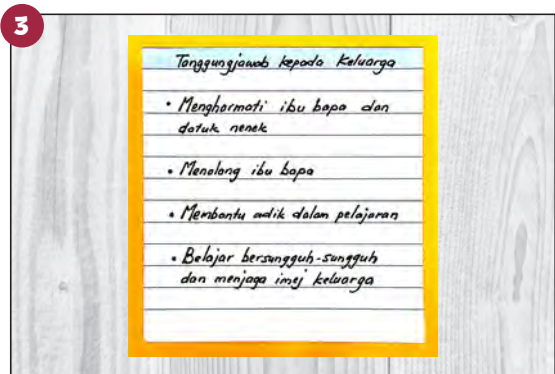 3
Tanggungjawab kepada Keluarga
• Menghormati ibu bapa dan
datuk nenek
• Menolong ibu bapa
• Membantu adik dalam pelajaran
• Belajar bersungguh-sungguh
dan menjaga imej keluarga